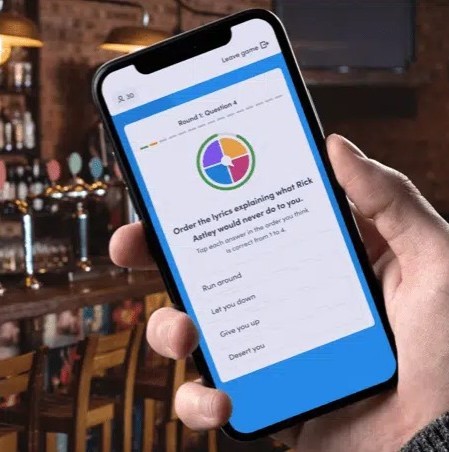 30
Leave game
Round 1: Question 4
Order the lyrics explaining what Rick
Astley would never do to you.
Tap each answer in the order you think
is correct from 1 to 4.
Run around
Let you down
Give you up
Desert you